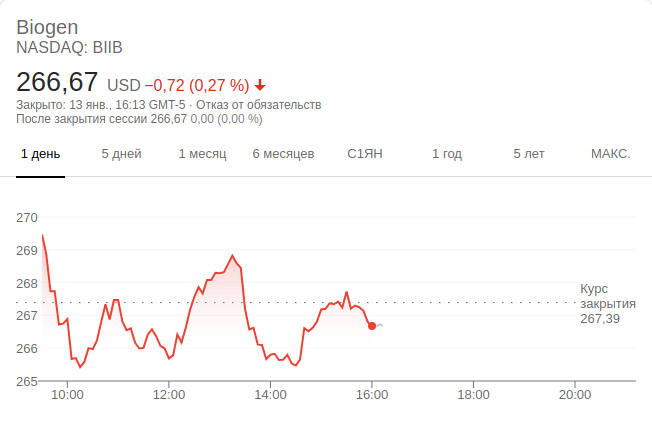 Biogen
NASDAQ: BIIB
266,67 USD −0,72 (0,27 %)
Закрыто: 13 янв., 16:13 GMT-5 · Отказ от обязательств
После закрытия сессии 266,67 0,00 (0,00 %)
1 день 5 дней 1 месяц 6 месяцев С1ЯН 1 год 5 лет МАКС.
270
269
268
267
266
265
Курс
закрытия
267,39
10:00 12:00 14:00 16:00 18:00 20:00